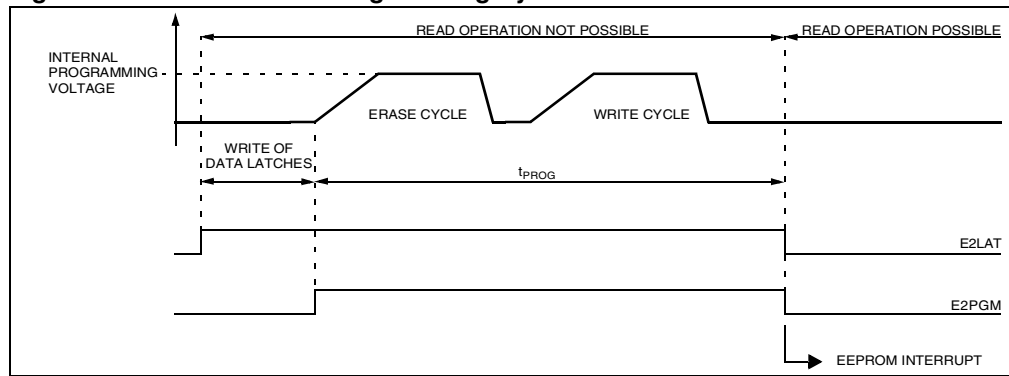 READ OPERATION NOT POSSIBLE
READ OPERATION POSSIBLE
INTERNAL
PROGRAMMING
VOLTAGE
ERASE CYCLE
WRITE CYCLE
WRITE OF
DATA LATCHES
tPROG
E2LAT
E2PGM
EEPROM INTERRUPT